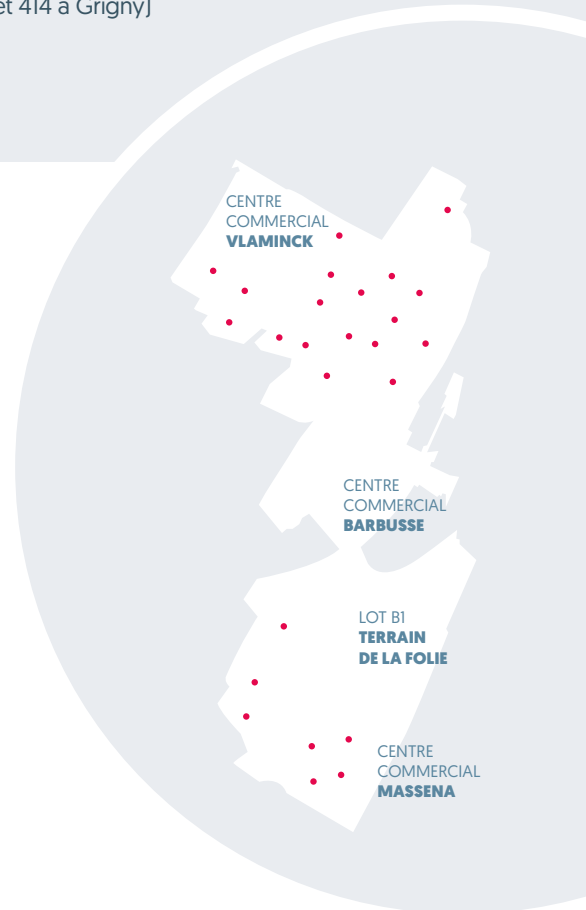 et 414 à Grigny)
CENTRE
COMMERCIAL
VLAMINCK
CENTRE
COMMERCIAL
BARBUSSE
LOT B1
TERRAIN
DE LA FOLIE
CENTRE
COMMERCIAL
MASSENA